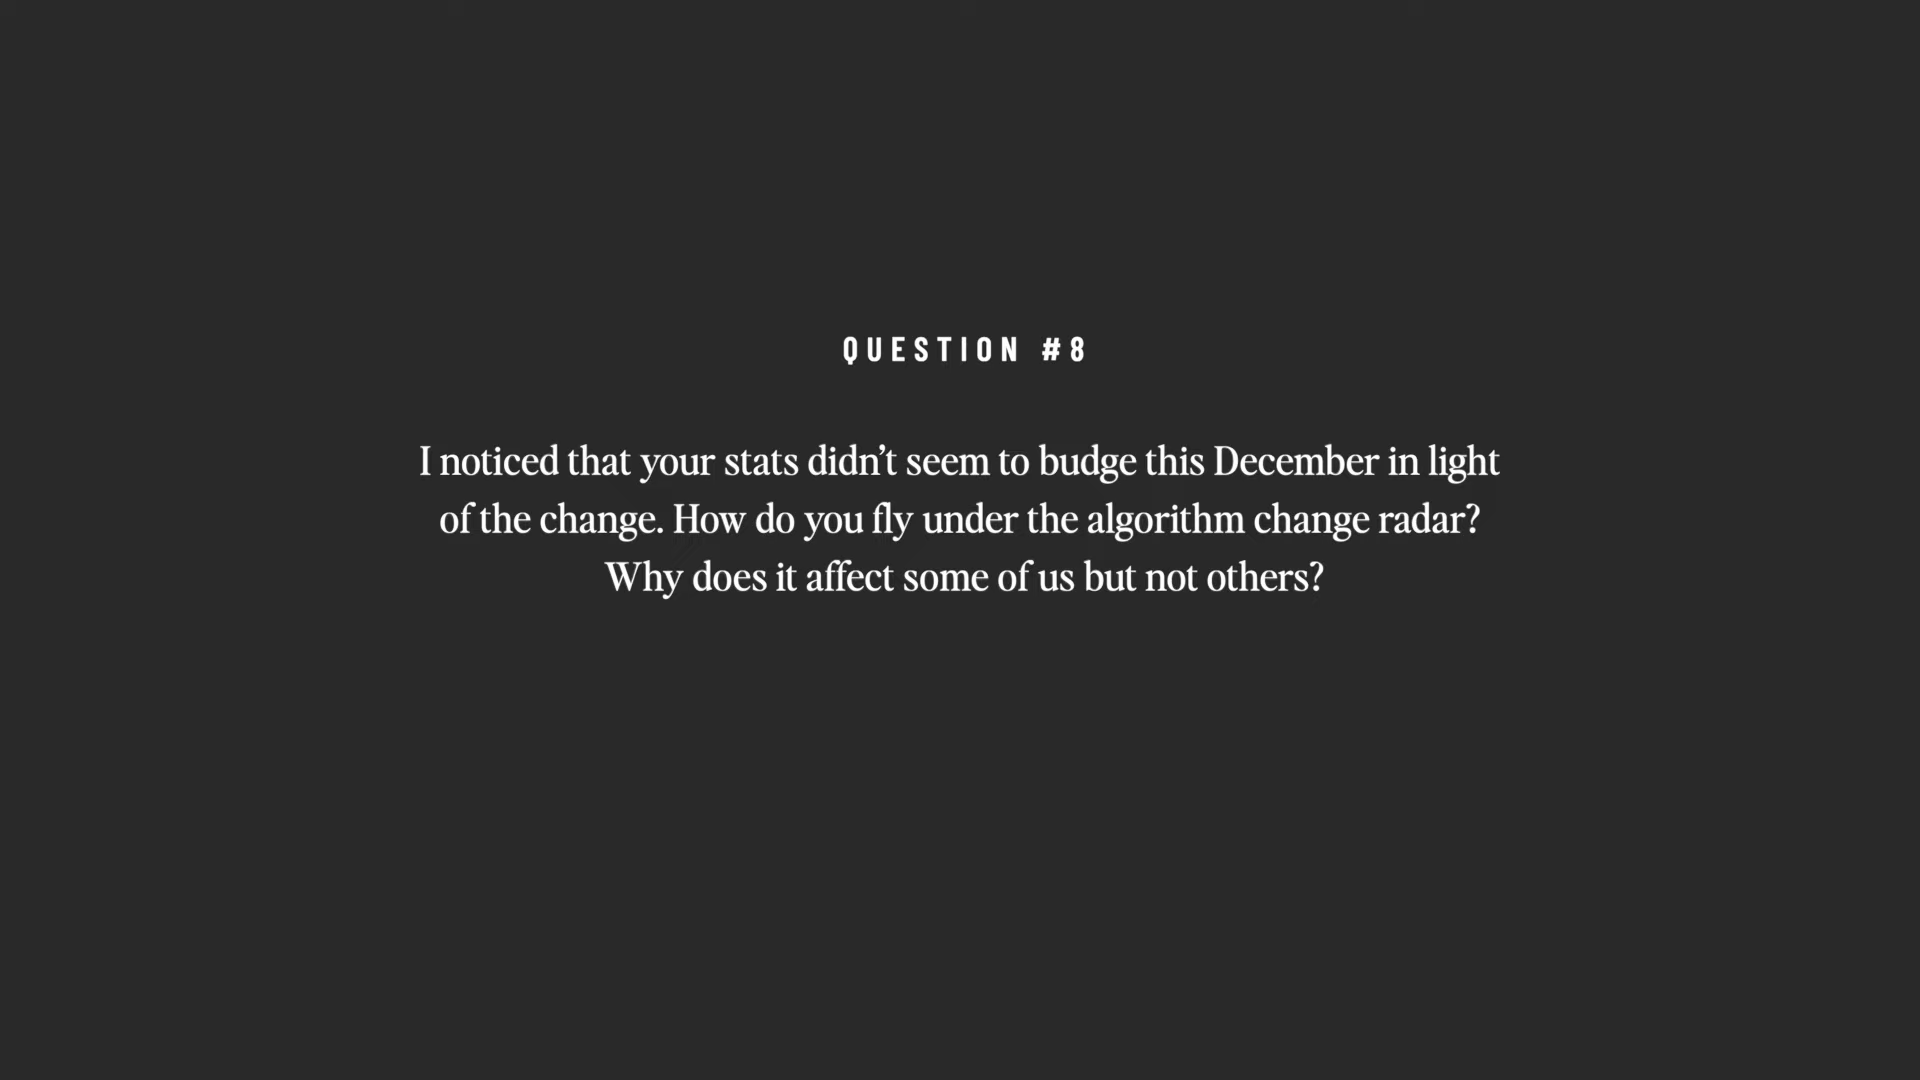 QUESTION #8
I noticed that your stats didn’t seem to budge this December in light
of the change. How do you fly under the algorithm change radar?
Why does it affect some of us but not others?